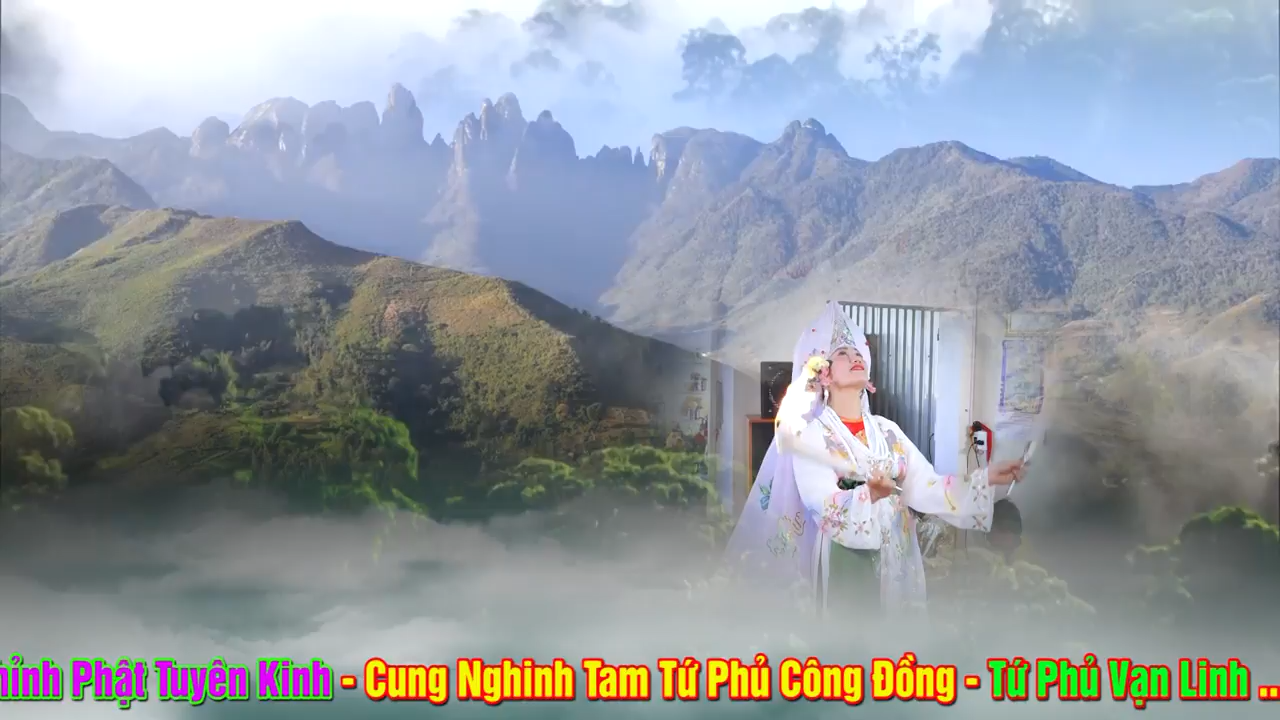 hỉnh Phật Tuyên Kinh - Cung Nghinh Tam Tứ Phủ Công Đồng - Tứ Phủ Vạn Linh ..